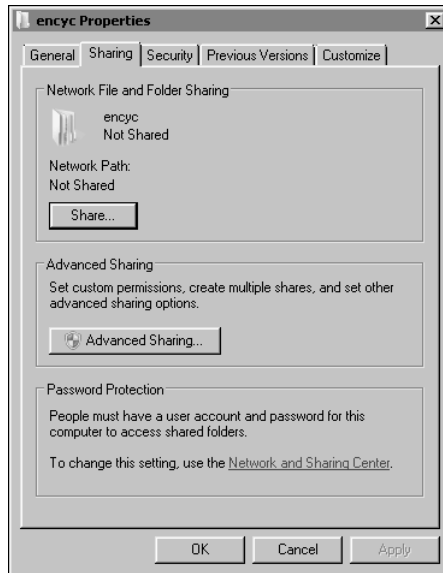 encyc Properties
General Sharing Security Previous Versions Customize
Network File and Folder Sharing
encyc
Not Shared
Network Path:
Not Shared
Share...
Advanced Sharing
Set custom permissions, create multiple shares, and set other
advanced sharing options.
Advanced Sharing...
Password Protection
People must have a user account and password for this
computer to access shared folders.
To change this setting, use the Network and Sharing Center.
OK Cancel Apply